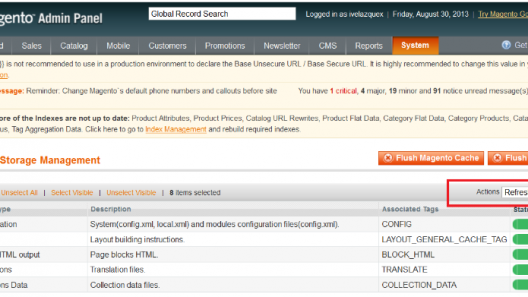 agento Admin Panel Global Record Search Logged in as ivelazquez | Friday, August 30, 2013 | Try Magento Go
d Sales Catalog Mobile Customers Promotions Newsletter CMS Reports System Get
}} is not recommended to use in a production environment to declare the Base Unsecure URL / Base Secure URL. It is highly recommended to change this value in y
on.
ssage: Reminder: Change Magento`s default phone numbers and callouts before site You have 1 critical, 4 major, 19 minor and 91 notice unread message(s)
ore of the Indexes are not up to date: Product Attributes, Product Prices, Catalog URL Rewrites, Product Flat Data, Category Flat Data, Category Products, Cata
us, Tag Aggregation Data. Click here to go to Index Management and rebuild required indexes.
Storage Management Flush Magento Cache Flush
Unselect All | Select Visible | Unselect Visible | 8 items selected Actions Refres
ype Description Associated Tags Stat
ation System(config.xml, local.xml) and modules configuration files(config.xml). CONFIG
Layout building instructions. LAYOUT_GENERAL_CACHE_TAG
HTML output Page blocks HTML. BLOCK_HTML
ons Translation files. TRANSLATE
ons Data Collection data files. COLLECTION_DATA